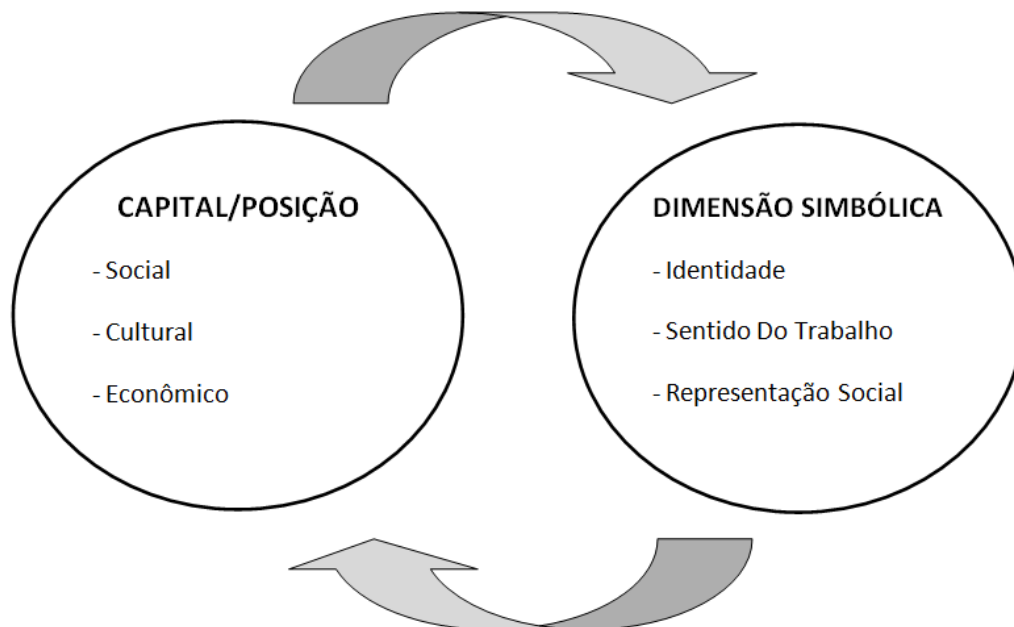 CAPITAL/POSIÇÃO
- Social
- Cultural
- Econômico
DIMENSÃO SIMBÓLICA
- Identidade
- Sentido Do Trabalho
- Representação Social